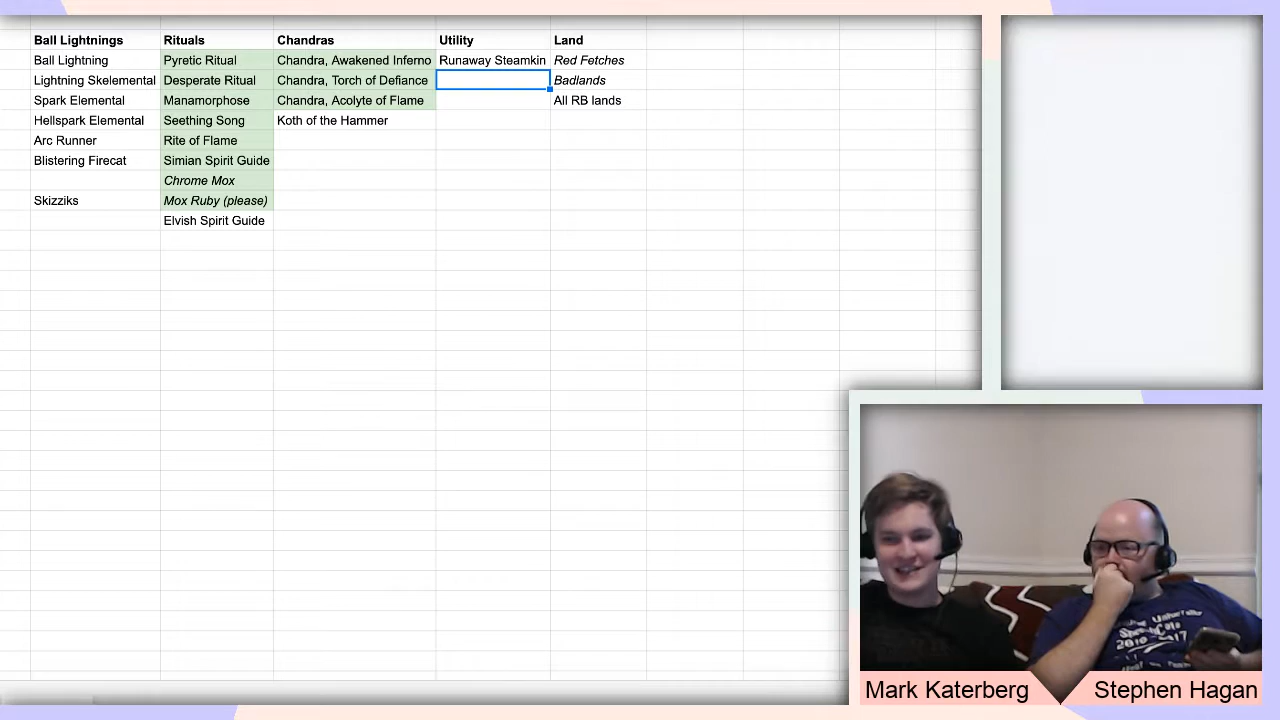 Ball Lightnings Rituals Chandras Utility Land
Ball Lightning Pyretic Ritual Chandra, Awakened Inferno Runaway Steamkin Red Fetches
Lightning Skelemental Desperate Ritual Chandra, Torch of Defiance Badlands
Spark Elemental Manamorphose Chandra, Acolyte of Flame All RB lands
Hellspark Elemental Seething Song Koth of the Hammer
Arc Runner Rite of Flame
Blistering Firecat Simian Spirit Guide
Chrome Mox
Skizziks Mox Ruby (please)
Elvish Spirit Guide
2017
Mark Katerberg Stephen Hagan